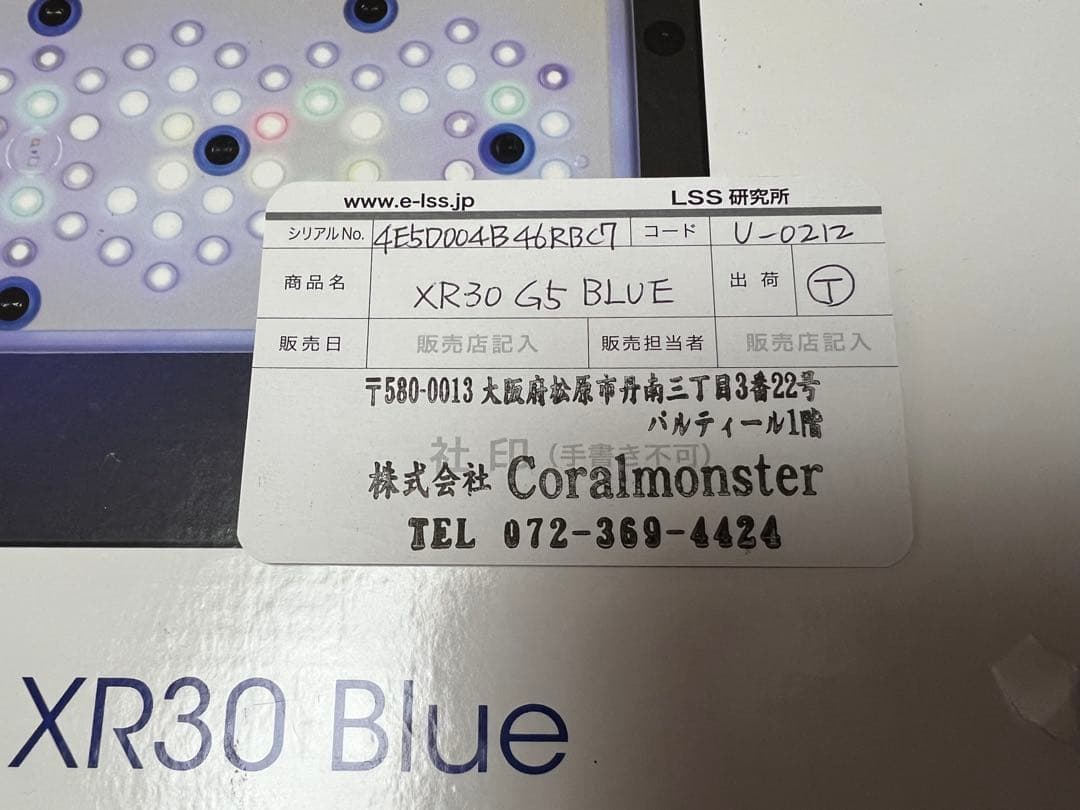 www.e-lss.jp LSS 研究所
シリアルNo. 4E5D004B46RBC7 コード U-0212
商品名 XR30 G5 BLUE 出荷 T
販売日 販売店記入 販売担当者 販売店記入
〒580-0013 大阪府松原市丹南三丁目3番22号
パルティール1階
社印(手書き不可)
株式会社 Coralmonster
TEL 072-369-4424
XR30 Blue